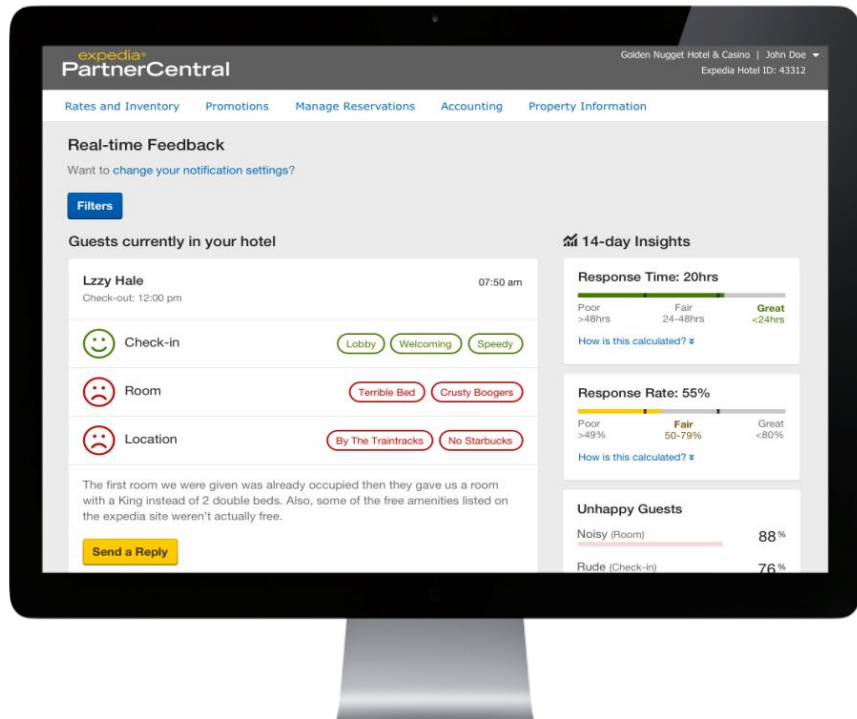 expedia®
PartnerCentral
Golden Nugget Hotel & Casino | John Doe
Expedia Hotel ID: 43312
Rates and Inventory Promotions Manage Reservations Accounting Property Information
Real-time Feedback
Want to change your notification settings?
Filters
Guests currently in your hotel
Lzzy Hale 07:50 am
Check-out: 12:00 pm
Check-in Lobby Welcoming Speedy
Room Terrible Bed Crusty Boogers
Location By The Traintracks No Starbucks
The first room we were given was already occupied then they gave us a room
with a King instead of 2 double beds. Also, some of the free amenities listed on
the expedia site weren't actually free.
Send a Reply
14-day Insights
Response Time: 20hrs
Poor Fair Great
>48hrs 24-48hrs <24hrs
How is this calculated?
Response Rate: 55%
Poor Fair Great
>49% 50-79% <80%
How is this calculated?
Unhappy Guests
Noisy (Room) 88%
Rude (Check-in) 76%